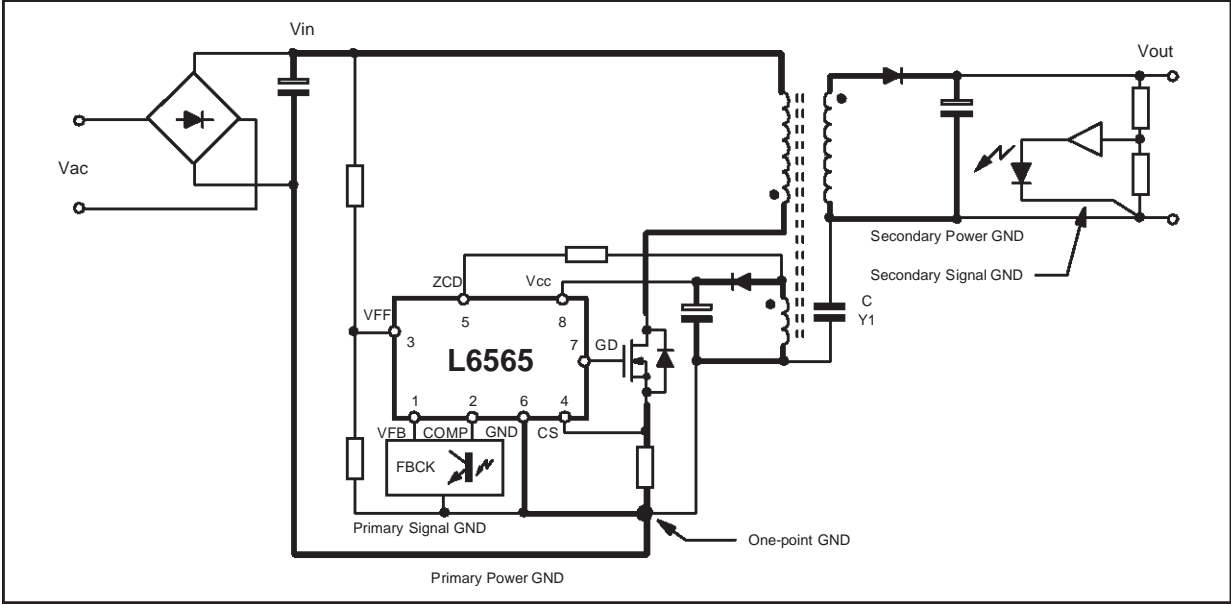 Vin
Vout
Vac
Secondary Power GND
Secondary Signal GND
ZCD
Vcc
C
Y1
5
8
VFF
3
7
GD
L6565
1
2
6
4
VFB
COMP
GND
CS
FBCK
Primary Signal GND
One-point GND
Primary Power GND